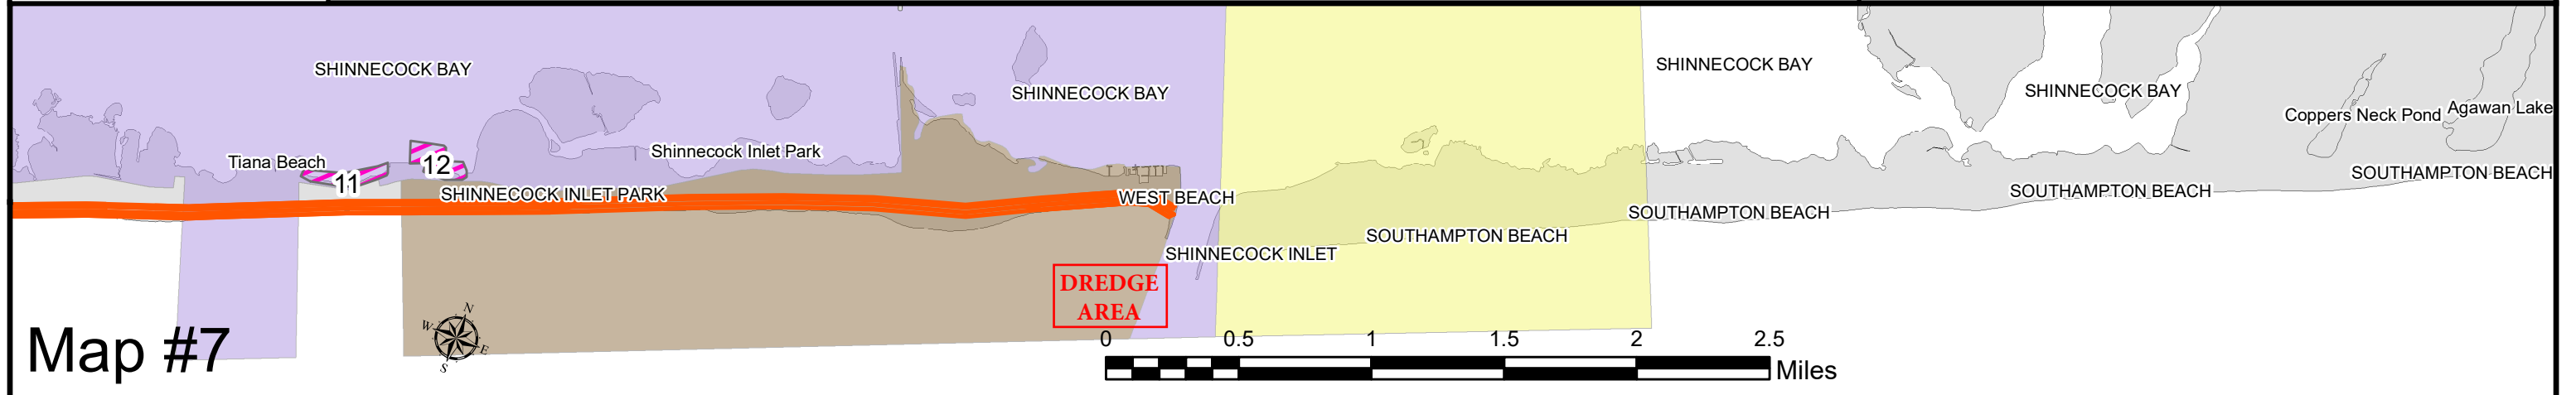 SHINNECOCK BAY
SHINNECOCK BAY
SHINNECOCK BAY
SHINNECOCK BAY
Coppers Neck Pond
Agawan Lake
Tiana Beach
11
12
Shinnecock Inlet Park
SHINNECOCK INLET PARK
WEST BEACH
SHINNECOCK INLET
SOUTHAMPTON BEACH
SOUTHAMPTON BEACH
SOUTHAMPTON BEACH
SOUTHAMPTON BEACH
DREDGE
AREA
Map #7
N
W
E
S
0 0.5 1 1.5 2 2.5
Miles